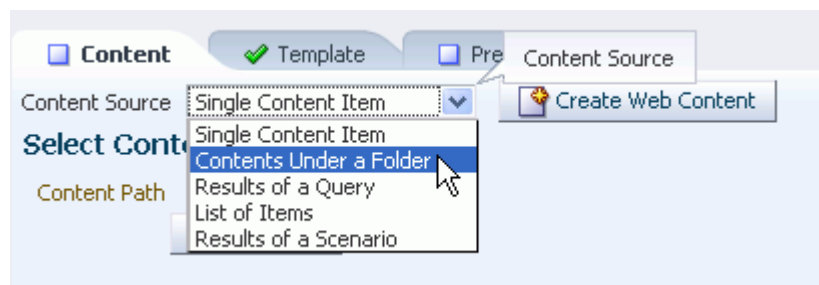 Content
Template
Pre
Content Source
Content Source
Single Content Item
Create Web Content
Single Content Item
Select Conte
Contents Under a Folder
Content Path
Results of a Query
List of Items
Results of a Scenario